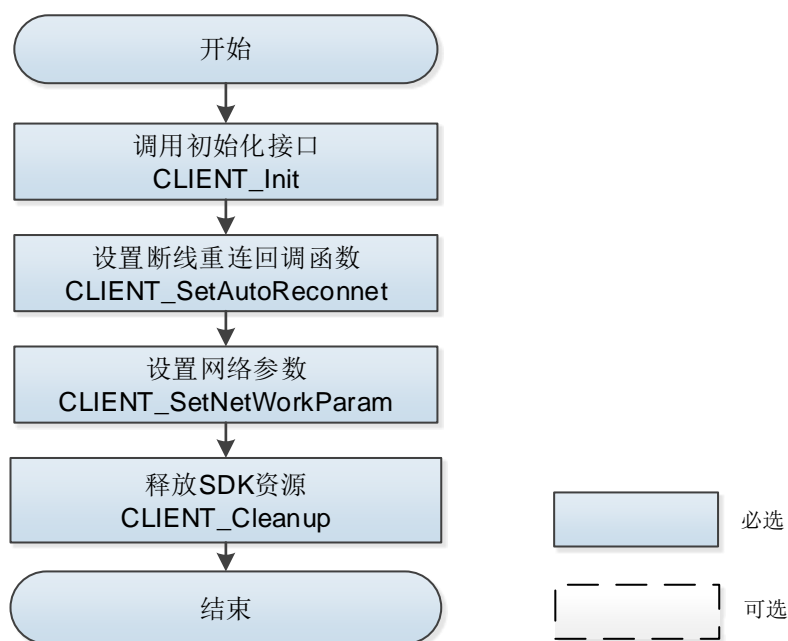 开始
调用初始化接口
CLIENT_Init
设置断线重连回调函数
CLIENT_SetAutoReconnet
设置网络参数
CLIENT_SetNetWorkParam
释放SDK资源
CLIENT_Cleanup
结束
必选
可选